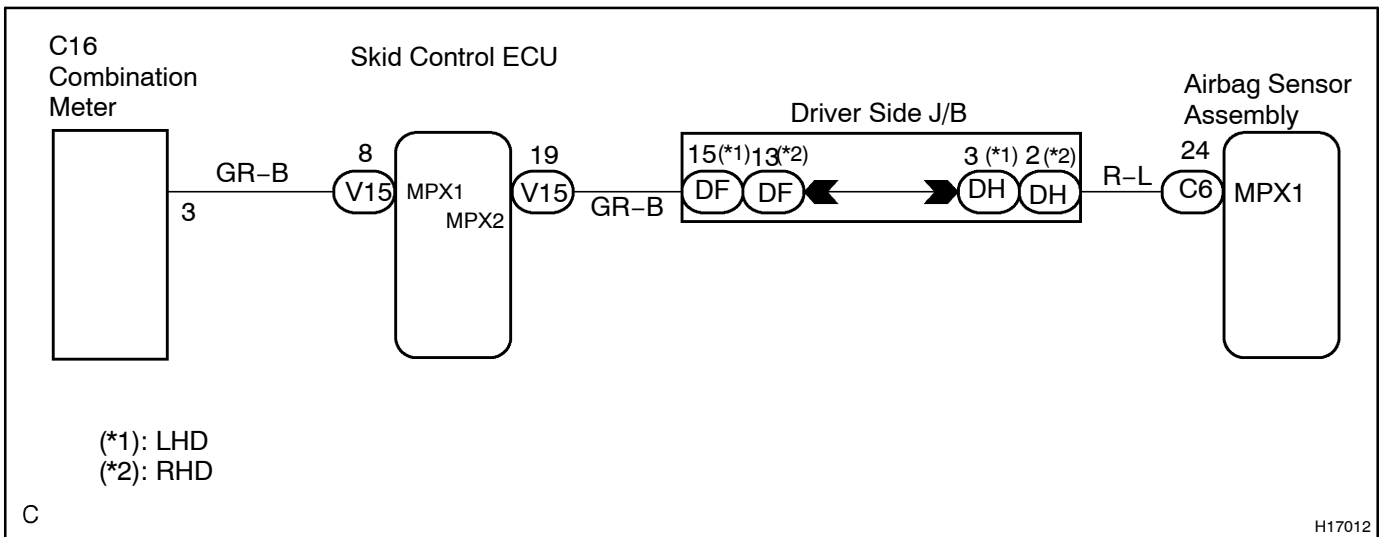 C16
Combination
Meter
Skid Control ECU
Driver Side J/B
Airbag Sensor
Assembly
8
19
15(*1) 13(*2)
3 (*1) 2 (*2)
24
GR−B
V15
MPX1
MPX2
V15
GR−B
DF
DF
DH
DH
R−L
C6
MPX1
3
(*1): LHD
(*2): RHD
C
H17012